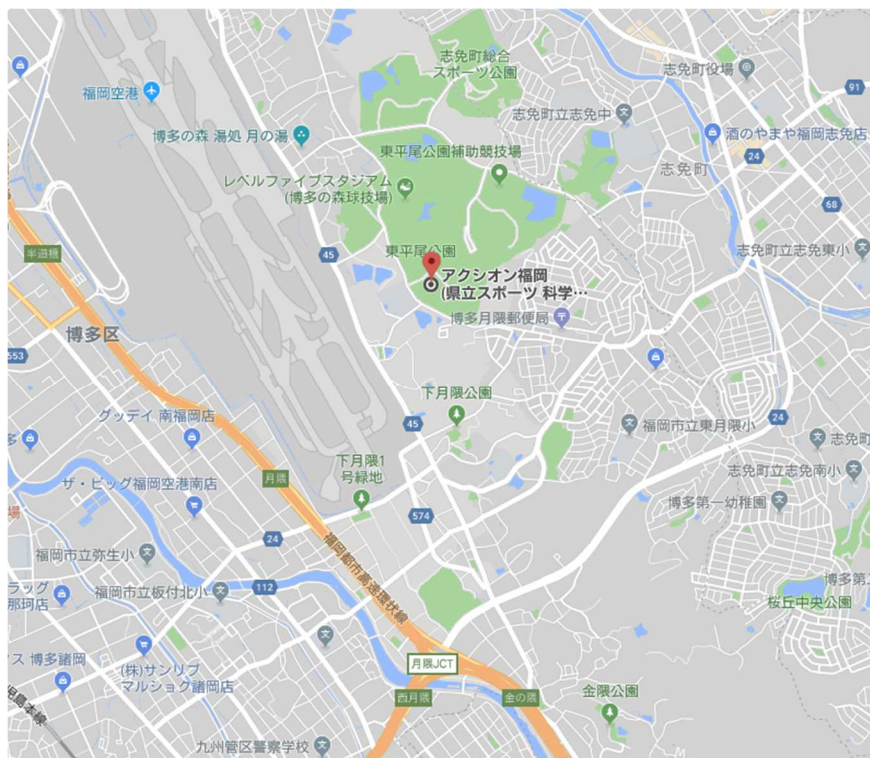 志免町総合
スポーツ公園
志免町役場
福岡空港
91
志免町立志免中
博多の森 湯処 月の湯
酒のやまや福岡志免店
東平尾公園補助競技場
24
志免町
レベルファイブスタジアム
(博多の森球技場)
68
半道橋
45
東平尾公園
志免町立志免東小
アクシオン福岡
(県立スポーツ 科学…
博多月隈郵便局
博多区
553
下月隈公園
グッデイ 南福岡店
45
24
福岡市立東月隈小
志免町
下月隈1
号緑地
月隈
ザ・ビッグ福岡空港南店
志免町立志免南小
博多第一幼稚園
場
574
24
福岡都市高速環状線
福岡市立弥生小
112
福岡市立板付北小
ラッグ
那珂店
博多第二
桜丘中央公園
ス 博多諸岡
(株)サンリブ
マルショク諸岡店
月隈JCT
西月隈
金の隈
金隈公園
児島本線
九州管区警察学校